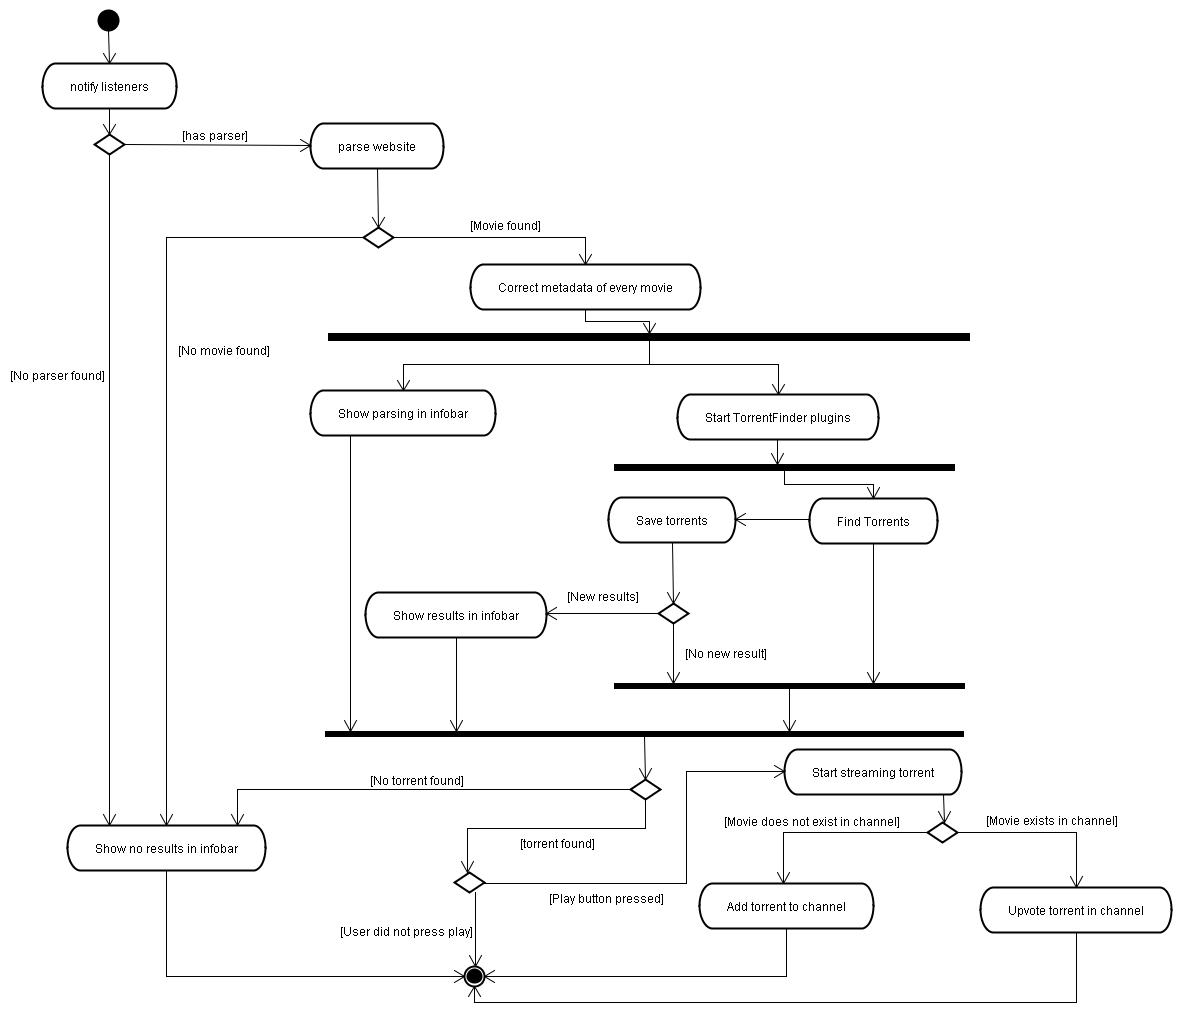 notify listeners
[has parser]
parse website
[Movie found]
Correct metadata of every movie
[No movie found]
[No parser found]
Show parsing in infobar
Start TorrentFinder plugins
Save torrents
Find Torrents
[New results]
Show results in infobar
[No new result]
[No torrent found]
Start streaming torrent
[Movie does not exist in channel]
[Movie exists in channel]
Show no results in infobar
[torrent found]
[Play button pressed]
Add torrent to channel
Upvote torrent in channel
[User did not press play]